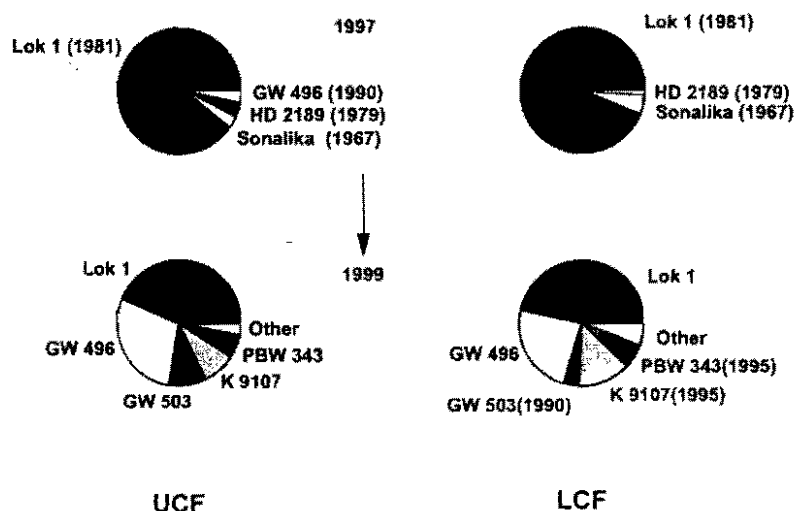 1997
Lok 1 (1981)
GW 496 (1990)
HD 2189 (1979)
Sonalika (1967)
Lok 1 (1981)
HD 2189 (1979)
Sonalika (1967)
1999
Lok 1
Other
PBW 343
K 9107
GW 503
GW 496
Lok 1
Other
PBW 343(1995)
K 9107(1995)
GW 503(1990)
GW 496
UCF
LCF